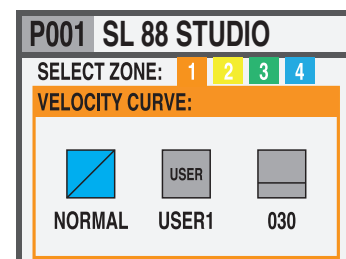 P001 SL 88 STUDIO
SELECT ZONE: 1 2 3 4
VELOCITY CURVE:
USER
NORMAL USER1 030